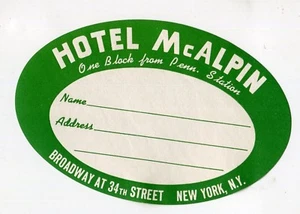 HOTEL McALPIN
One Block from Penn. Station
Name
Address
BROADWAY AT 34TH STREET NEW YORK, N.Y.